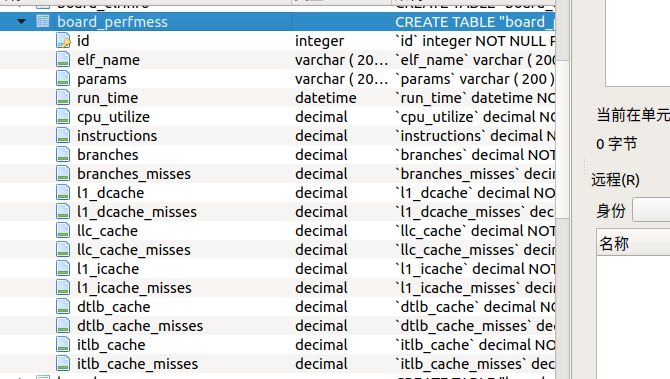 board_perfmess CREATE TABLE "board_p
id integer `id` integer NOT NULL P
elf_name varchar ( 20... `elf_name` varchar ( 200
params varchar ( 20... `params` varchar ( 200 )
run_time datetime `run_time` datetime NO
cpu_utilize decimal `cpu_utilize` decimal NO
instructions decimal `instructions` decimal N
branches decimal `branches` decimal NOT
branches_misses decimal `branches_misses` decim
l1_dcache decimal `l1_dcache` decimal NO
l1_dcache_misses decimal `l1_dcache_misses` dec
llc_cache decimal `llc_cache` decimal NO
llc_cache_misses decimal `llc_cache_misses` deci
l1_icache decimal `l1_icache` decimal NOT
l1_icache_misses decimal `l1_icache_misses` deci
dtlb_cache decimal `dtlb_cache` decimal N
dtlb_cache_misses decimal `dtlb_cache_misses` de
itlb_cache decimal `itlb_cache` decimal NO
itlb_cache_misses decimal `itlb_cache_misses` dec
当前在单元
0 字节
远程(R)
身份
名称